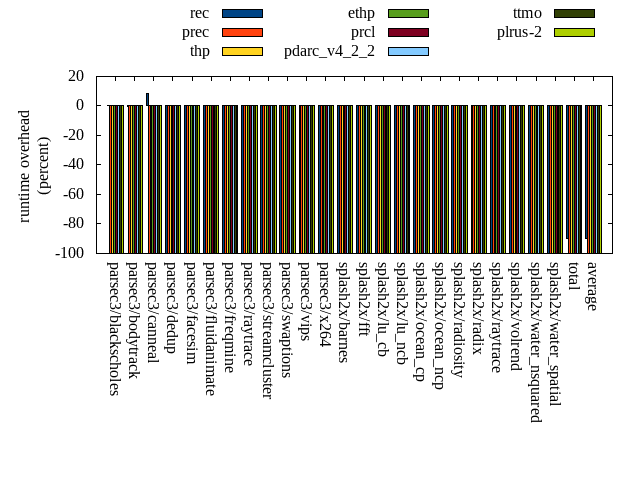 rec ethp ttmo
prec prcl plrus-2
thp pdarc_v4_2_2
20
0
-20
-40
-60
-80
-100
runtime overhead
(percent)
parsec3/blackscholes
parsec3/bodytrack
parsec3/canneal
parsec3/dedup
parsec3/facesim
parsec3/fluidanimate
parsec3/freqmine
parsec3/raytrace
parsec3/streamcluster
parsec3/swaptions
parsec3/vips
parsec3/x264
splash2x/barnes
splash2x/fft
splash2x/lu_cb
splash2x/lu_ncb
splash2x/ocean_cp
splash2x/ocean_ncp
splash2x/radiosity
splash2x/radix
splash2x/raytrace
splash2x/volrend
splash2x/water_nsquared
splash2x/water_spatial
total
average